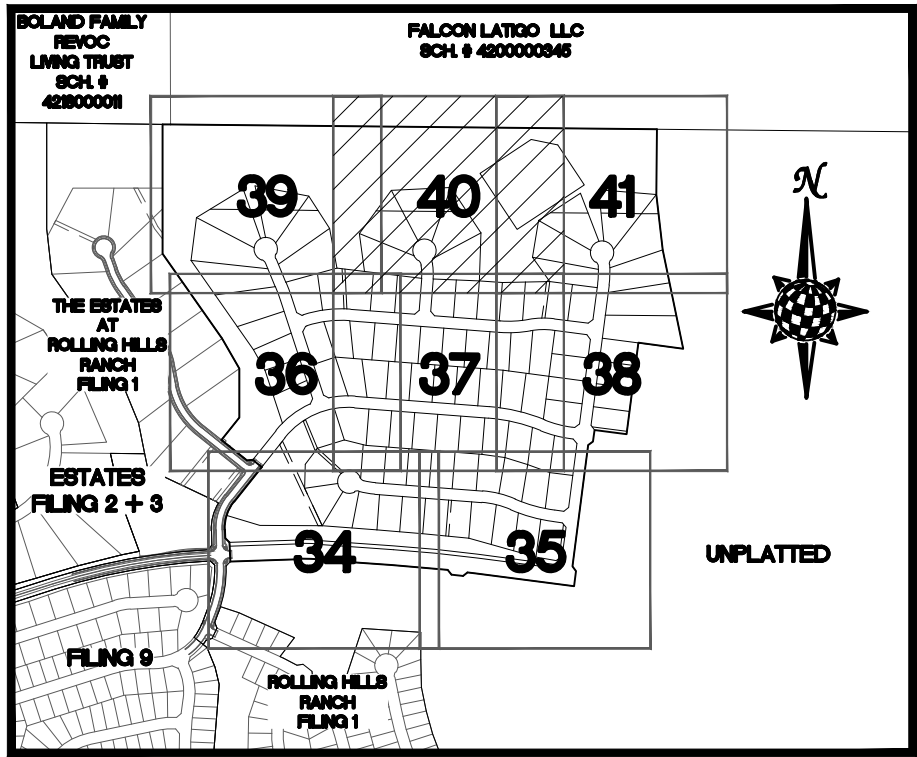 BOLAND FAMILY
REVOC
LIVING TRUST
SCH. #
4218000011
FALCON LATIGO LLC
SCH. # 4200000345
N
39
40
41
THE ESTATES
AT
ROLLING HILLS
RANCH
FILING 1
36
37
38
ESTATES
FILING 2 + 3
34
35
UNPLATTED
FILING 9
ROLLING HILLS
RANCH
FILING 1